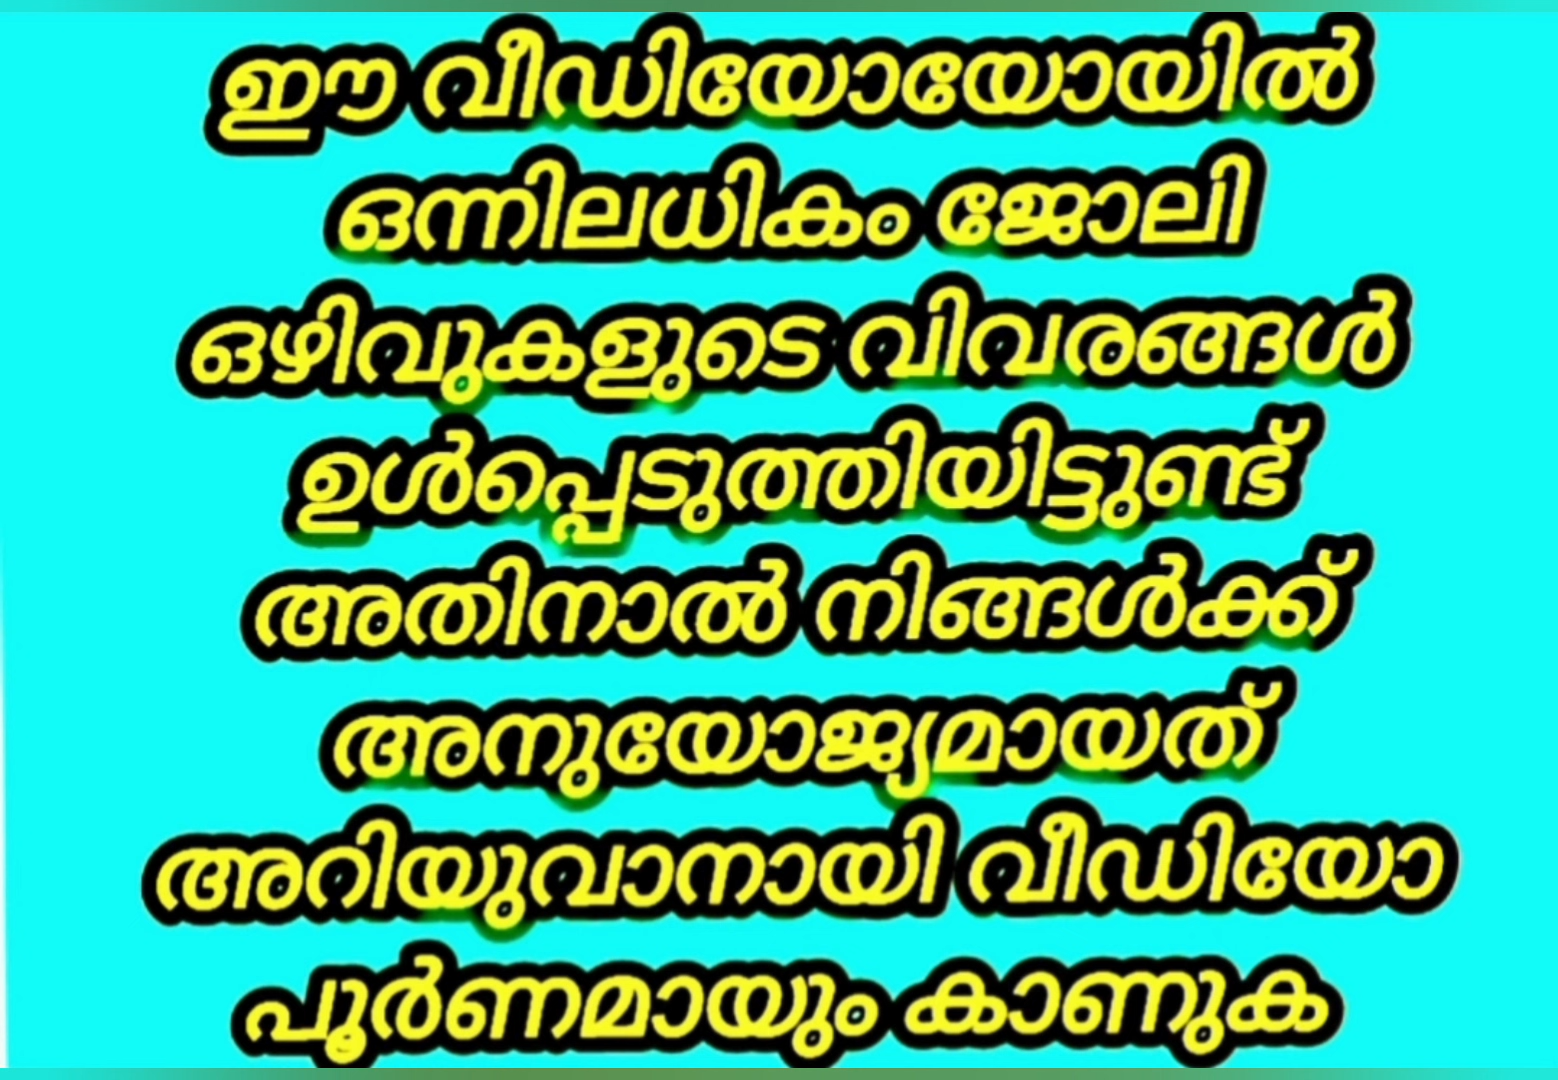 ഈ വീഡിയോയോയിൽ
ഒന്നിലധികം ജോലി
ഒഴിവുകളുടെ വിവരങ്ങൾ
ഉൾപ്പെടുത്തിയിട്ടുണ്ട്
അതിനാൽ നിങ്ങൾക്ക്
അനുയോജ്യമായത്
അറിയുവാനായി വീഡിയോ
പൂർണമായും കാണുക